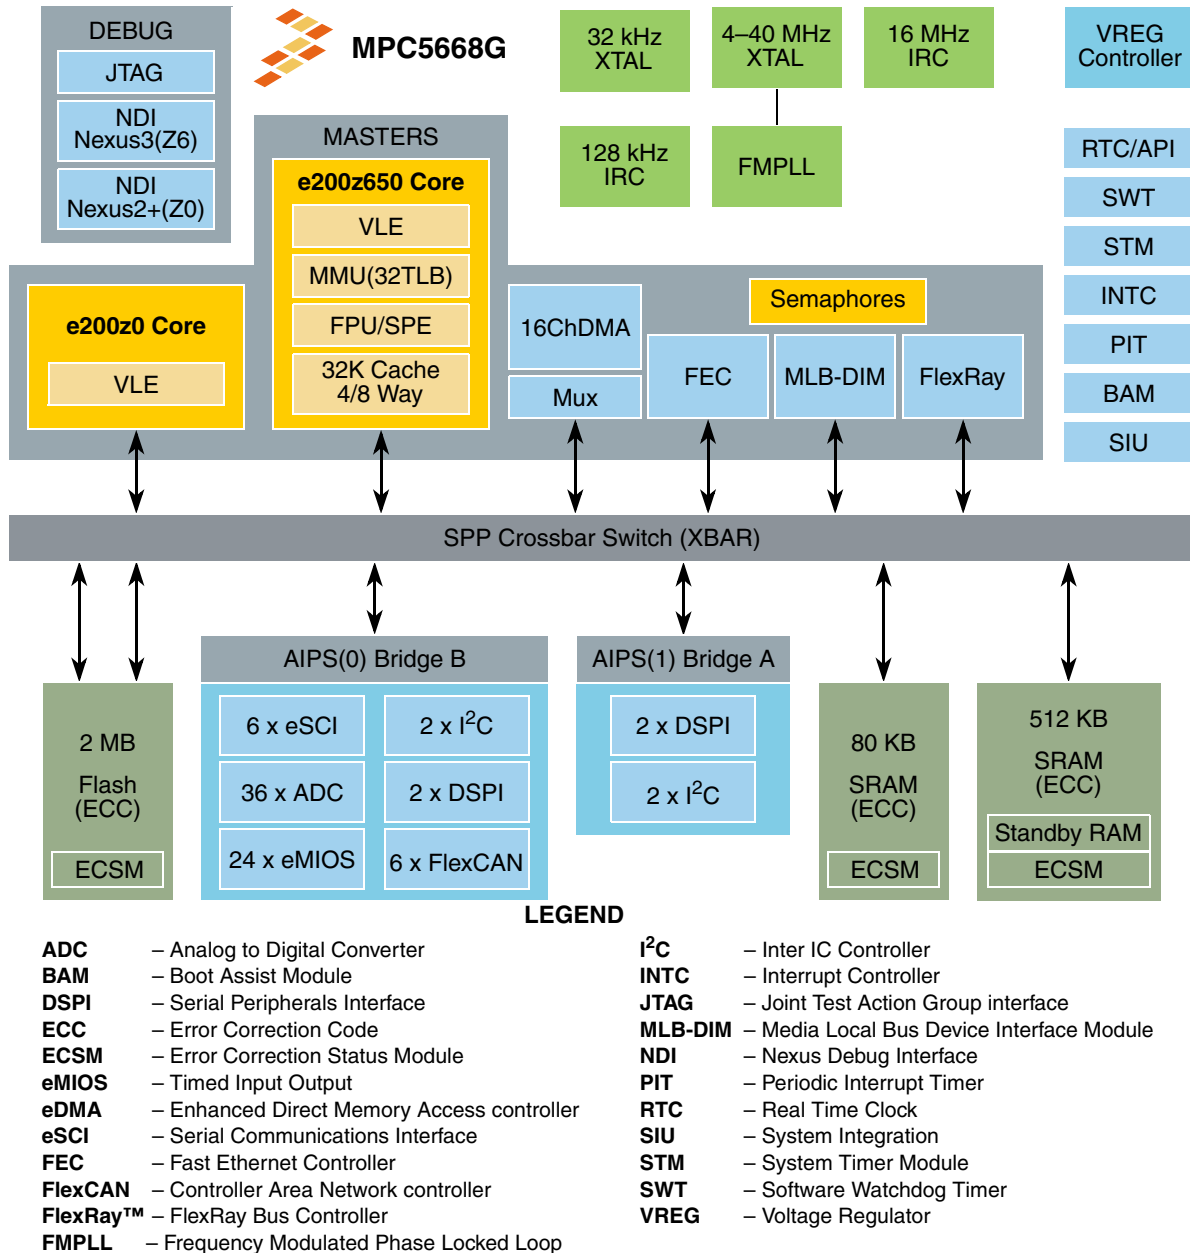 DEBUG
JTAG
NDI
Nexus3(Z6)
NDI
Nexus2+(Z0)
MPC5668G
32 kHz
XTAL
4–40 MHz
XTAL
16 MHz
IRC
128 kHz
IRC
FMPLL
VREG
Controller
RTC/API
SWT
STM
INTC
PIT
BAM
SIU
MASTERS
e200z650 Core
VLE
MMU(32TLB)
FPU/SPE
32K Cache
4/8 Way
e200z0 Core
VLE
16ChDMA
Mux
Semaphores
FEC
MLB-DIM
FlexRay
SPP Crossbar Switch (XBAR)
2 MB
Flash
(ECC)
ECSM
AIPS(0) Bridge B
6 x eSCI
2 x I²C
36 x ADC
2 x DSPI
24 x eMIOS
6 x FlexCAN
AIPS(1) Bridge A
2 x DSPI
2 x I²C
80 KB
SRAM
(ECC)
ECSM
512 KB
SRAM
(ECC)
Standby RAM
ECSM
LEGEND
ADC – Analog to Digital Converter
BAM – Boot Assist Module
DSPI – Serial Peripherals Interface
ECC – Error Correction Code
ECSM – Error Correction Status Module
eMIOS – Timed Input Output
eDMA – Enhanced Direct Memory Access controller
eSCI – Serial Communications Interface
FEC – Fast Ethernet Controller
FlexCAN – Controller Area Network controller
FlexRay™ – FlexRay Bus Controller
FMPLL – Frequency Modulated Phase Locked Loop
I²C – Inter IC Controller
INTC – Interrupt Controller
JTAG – Joint Test Action Group interface
MLB-DIM – Media Local Bus Device Interface Module
NDI – Nexus Debug Interface
PIT – Periodic Interrupt Timer
RTC – Real Time Clock
SIU – System Integration
STM – System Timer Module
SWT – Software Watchdog Timer
VREG – Voltage Regulator